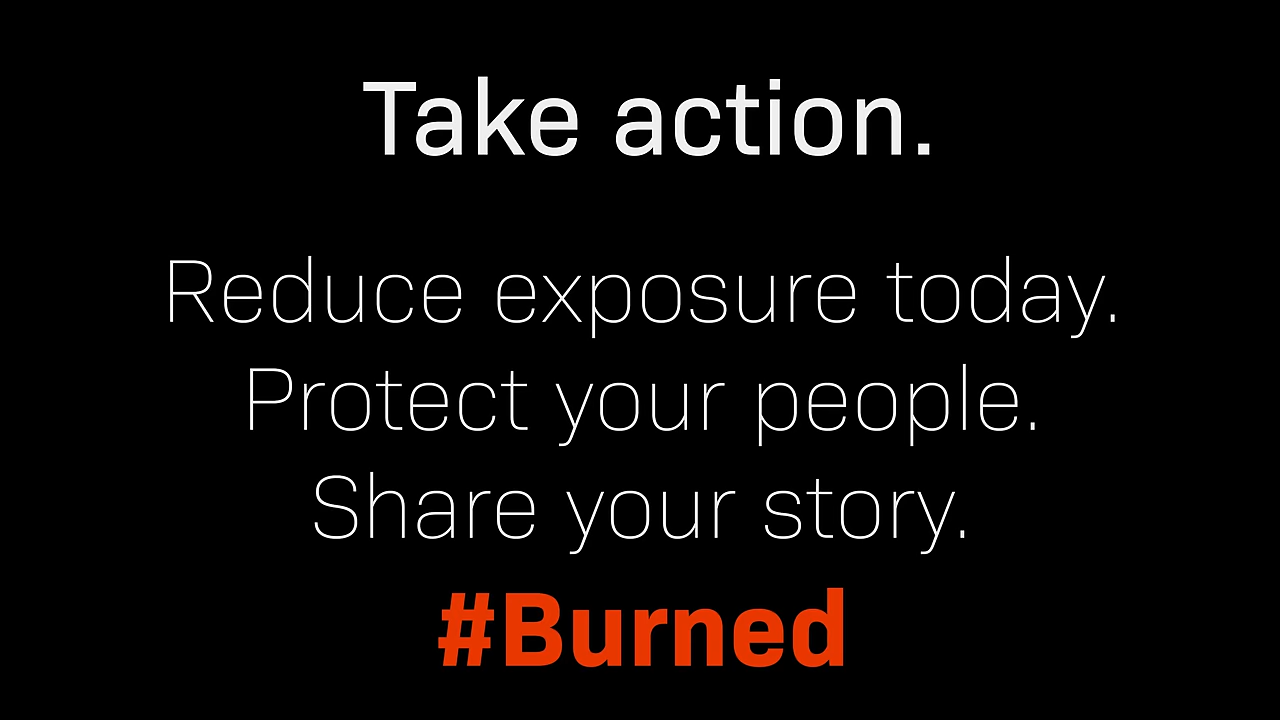 Take action.
Reduce exposure today.
Protect your people.
Share your story.
#Burned